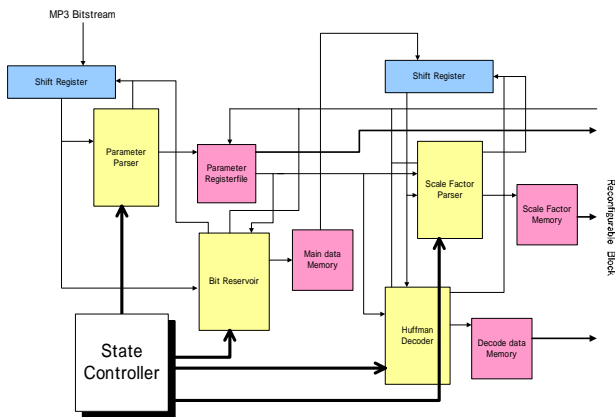 MP3 Bitstream
Shift Register
Shift Register
Parameter
Parser
Parameter
Registerfile
Scale Factor
Parser
Scale Factor
Memory
Reconfigurable Block
Bit Reservoir
Main data
Memory
Huffman
Decoder
Decode data
Memory
State
Controller